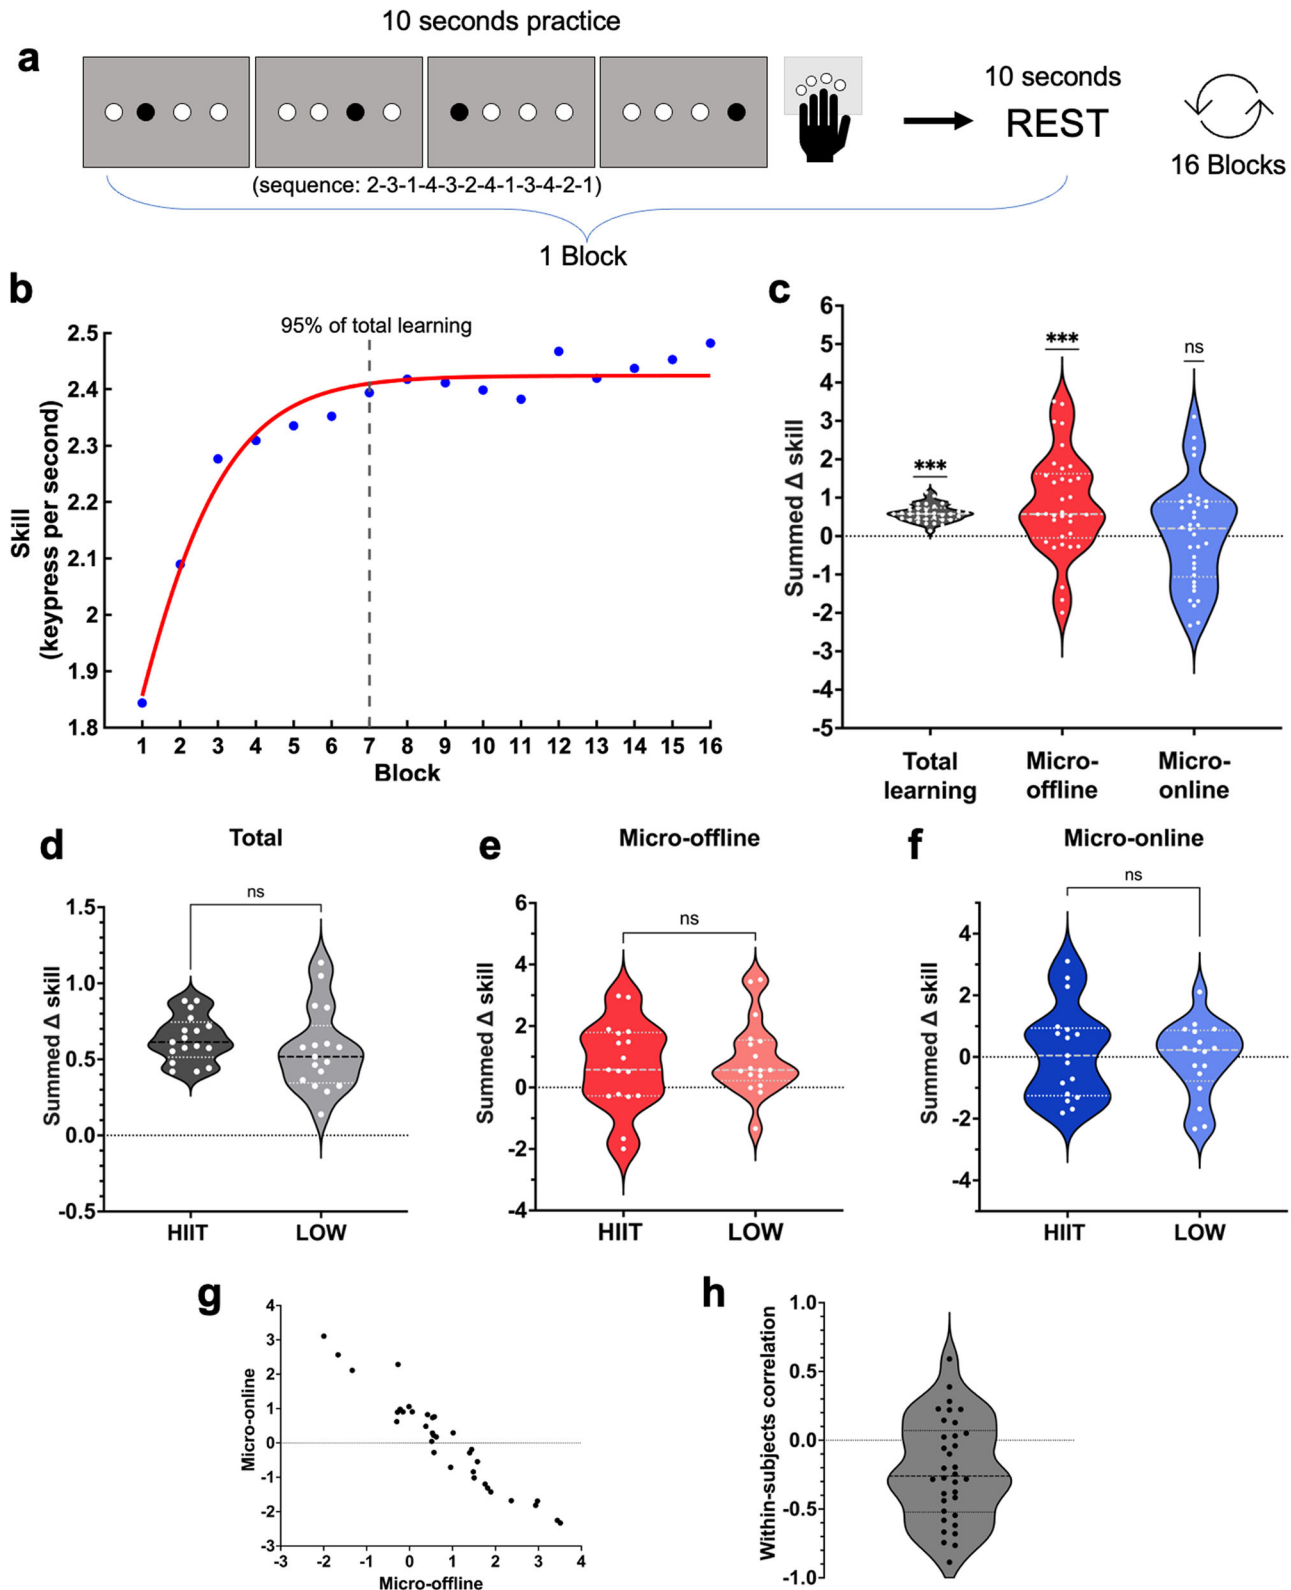 10 seconds practice
a
10 seconds
REST
16 Blocks
(sequence: 2-3-1-4-3-2-4-1-3-4-2-1)
1 Block
b
95% of total learning
2.5
2.4
2.3
2.2
2.1
2
1.9
1.8
Skill
(keypress per second)
1 2 3 4 5 6 7 8 9 10 11 12 13 14 15 16
Block
c
6
5
4
3
2
1
0
-1
-2
-3
-4
-5
Summed Δ skill
***
***
ns
Total
learning
Micro-
offline
Micro-
online
d
Total
ns
1.5
1.0
0.5
0.0
-0.5
Summed Δ skill
HIIT LOW
e
Micro-offline
ns
6
4
2
0
-2
-4
Summed Δ skill
HIIT LOW
f
Micro-online
ns
4
2
0
-2
-4
Summed Δ skill
HIIT LOW
g
4
3
2
1
0
-1
-2
-3
Micro-online
-3 -2 -1 0 1 2 3 4
Micro-offline
h
1.0
0.5
0.0
-0.5
-1.0
Within-subjects correlation